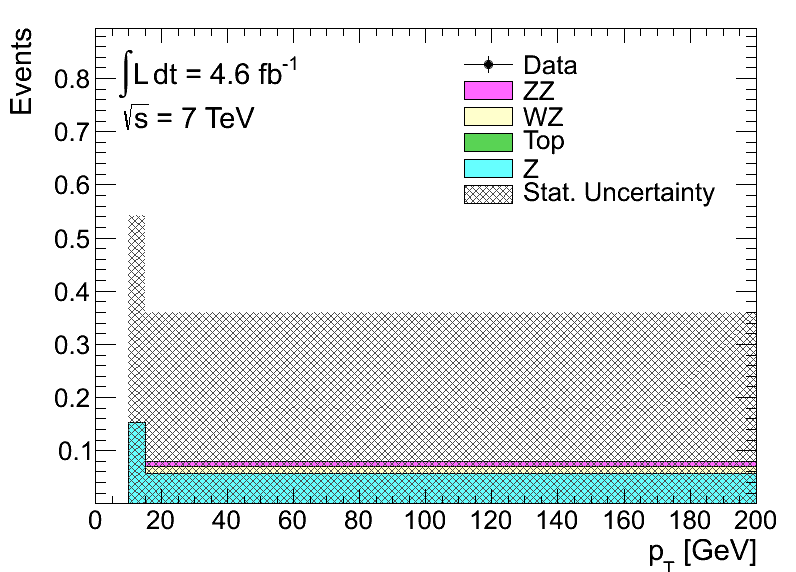 Events
∫L dt = 4.6 fb⁻¹
√s = 7 TeV
Data
ZZ
WZ
Top
Z
Stat. Uncertainty
0.8
0.7
0.6
0.5
0.4
0.3
0.2
0.1
0 20 40 60 80 100 120 140 160 180 200
p_T [GeV]